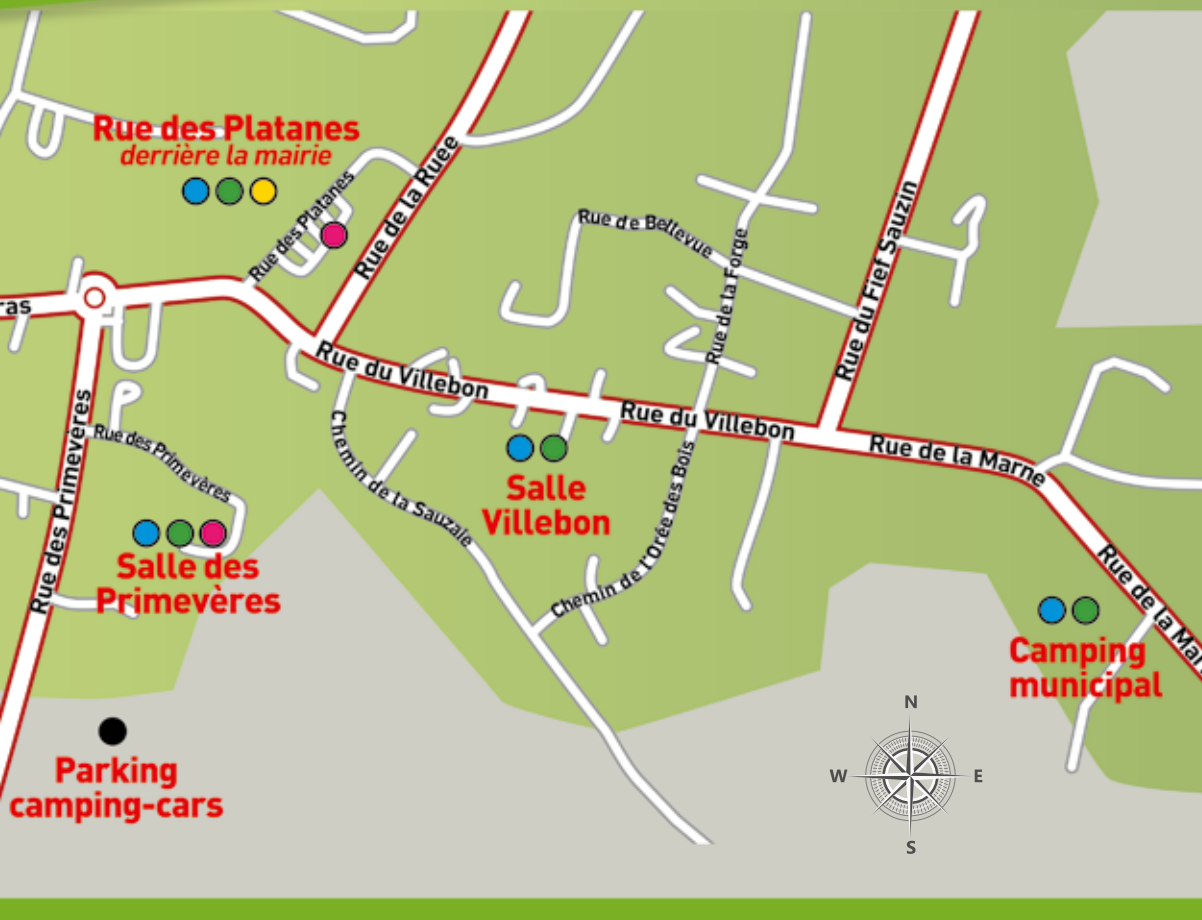 Rue des Platanes
derrière la mairie
Rue des Platanes
Rue de la Ruée
Rue de Bellevue
Rue de la Forge
Rue du Fief Sauzin
ras
Rue du Villebon
Rue du Villebon
Rue de la Marne
Rue des Primevères
Rue des Primevères
Chemin de la Sauzaie
Chemin de l'Orée des Bois
Salle
Villebon
Salle des
Primevères
Rue de la Mar
Camping
municipal
Parking
camping-cars
N
W
E
S